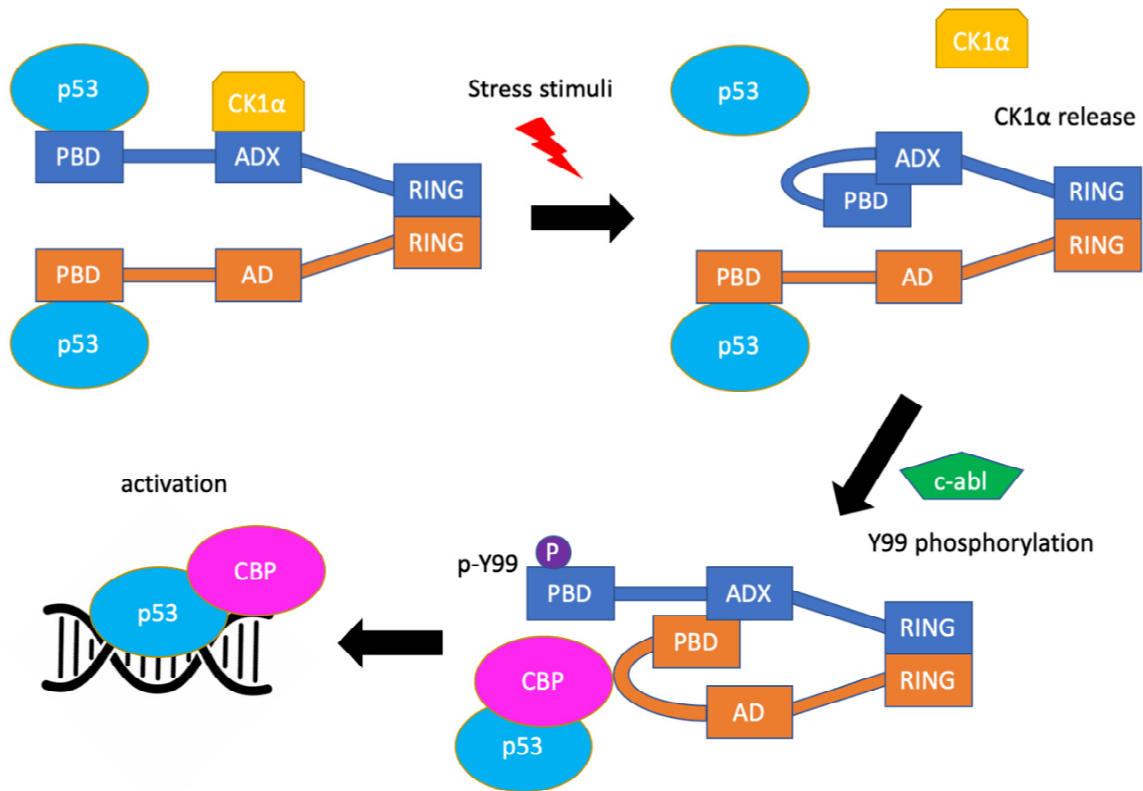 p53
CK1α
PBD
ADX
RING
RING
PBD
AD
p53
Stress stimuli
CK1α
p53
CK1α release
ADX
PBD
RING
RING
PBD
AD
p53
c-abl
Y99 phosphorylation
activation
CBP
p53
P
p-Y99
PBD
ADX
RING
PBD
RING
CBP
AD
p53